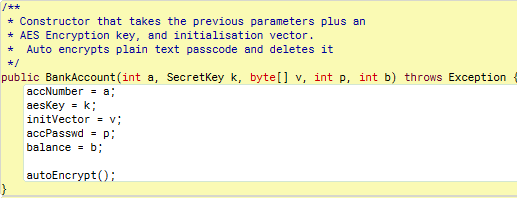 /**
 * Constructor that takes the previous parameters plus an
 * AES Encryption key, and initialisation vector.
 *  Auto encrypts plain text passcode and deletes it
 */
public BankAccount(int a, SecretKey k, byte[] v, int p, int b) throws Exception {
    accNumber = a;
    aesKey = k;
    initVector = v;
    accPasswd = p;
    balance = b;

    autoEncrypt();
}